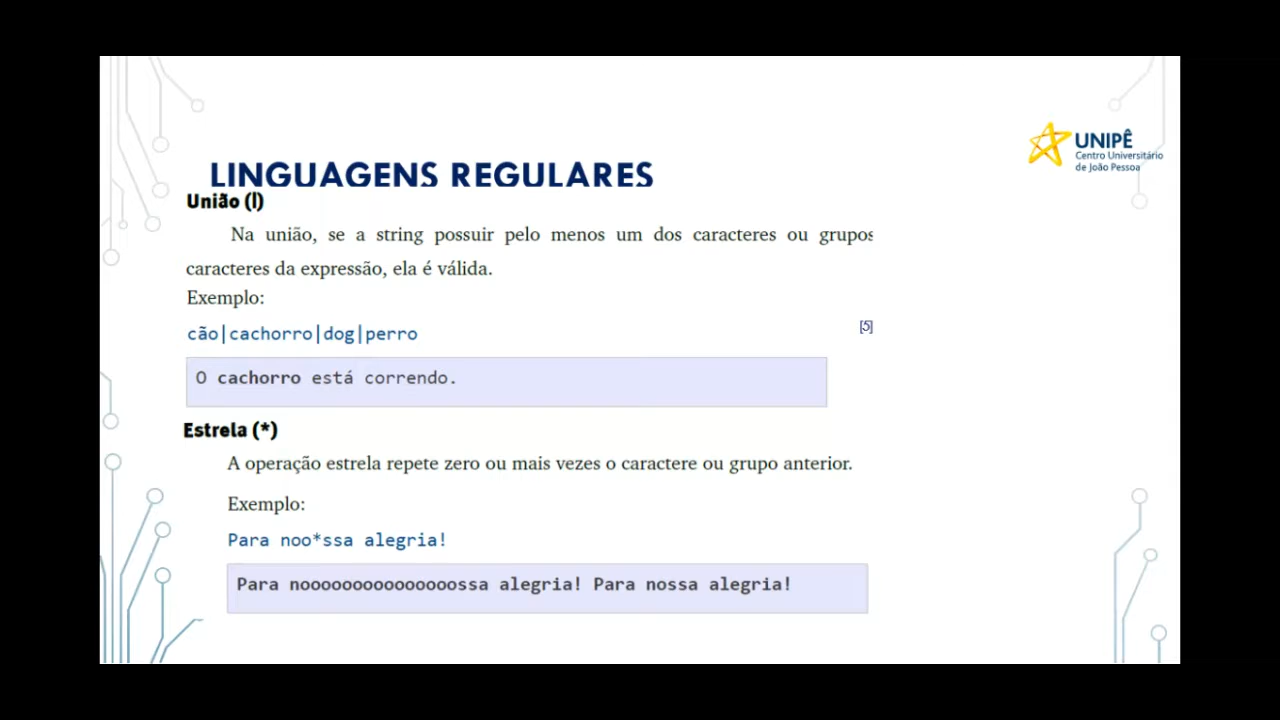 UNIPÊ
Centro Universitário
de João Pessoa
LINGUAGENS REGULARES
União (|)
Na união, se a string possuir pelo menos um dos caracteres ou grupos
caracteres da expressão, ela é válida.
Exemplo:
[5]
cão|cachorro|dog|perro
O cachorro está correndo.
Estrela (*)
A operação estrela repete zero ou mais vezes o caractere ou grupo anterior.
Exemplo:
Para noo*ssa alegria!
Para nooooooooooooooossa alegria! Para nossa alegria!